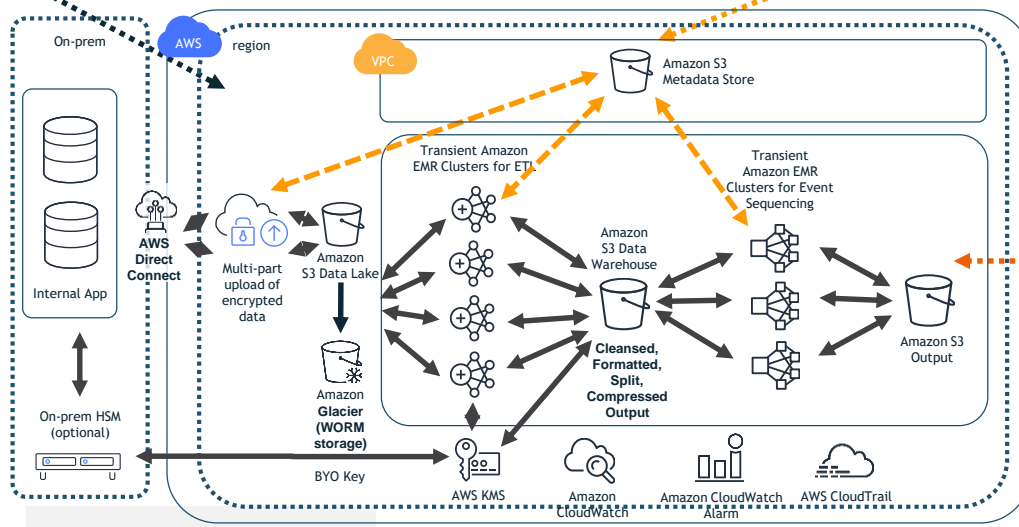 On-prem
AWS
region
VPC
Amazon S3
Metadata Store
Transient Amazon
EMR Clusters for ETL
Transient
Amazon EMR
Clusters for Event
Sequencing
AWS
Direct
Connect
Internal App
Multi-part
upload of
encrypted
data
Amazon
S3 Data Lake
Amazon
S3 Data
Warehouse
Cleansed,
Formatted,
Split,
Compressed
Output
Amazon S3
Output
Amazon
Glacier
(WORM
storage)
On-prem HSM
(optional)
BYO Key
AWS KMS
Amazon
CloudWatch
Amazon CloudWatch
Alarm
AWS CloudTrail